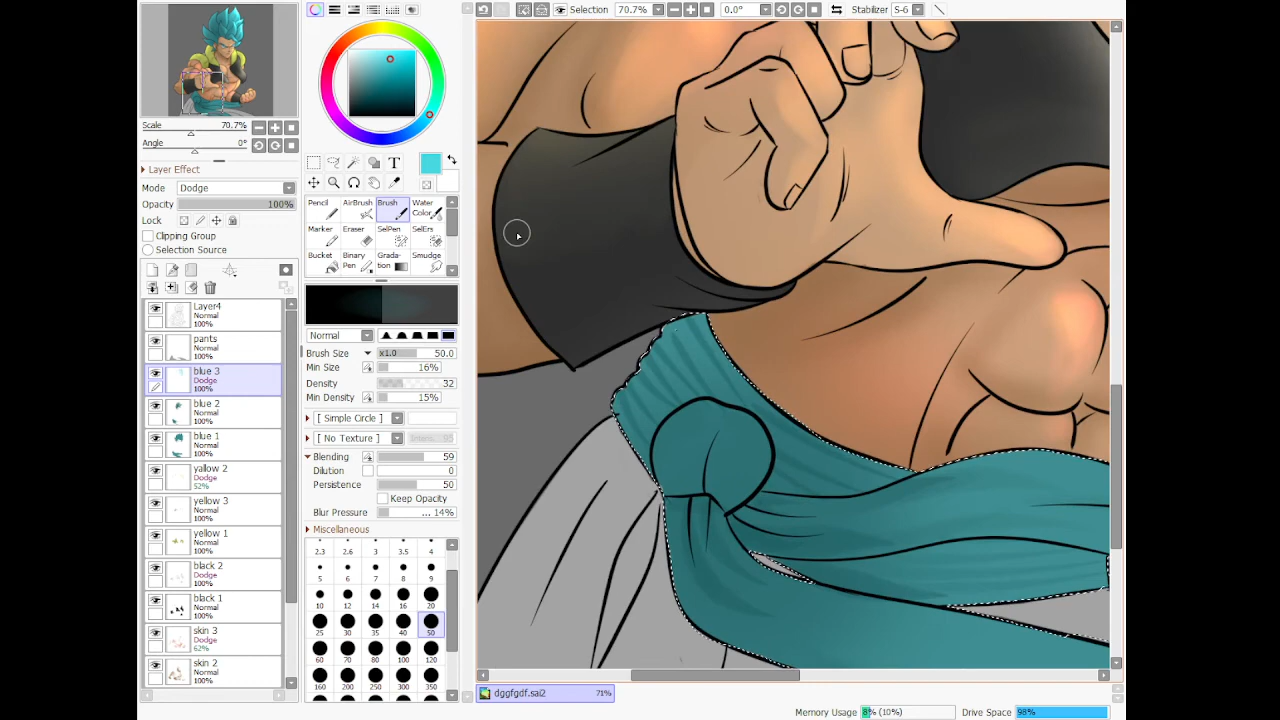 Selection
70.7%
0.0°
Stabilizer
S-6
Scale
70.7%
Angle
0°
Layer Effect
Mode
Dodge
Opacity
100%
Lock
Clipping Group
Selection Source
Layer4
Normal
100%
pants
Normal
100%
blue 3
Dodge
100%
blue 2
Normal
100%
blue 1
Normal
100%
yallow 2
Dodge
52%
yellow 3
Normal
100%
yellow 1
Normal
100%
black 2
Dodge
100%
black 1
Normal
100%
skin 3
Dodge
62%
skin 2
Normal
100%
T
Pencil
AirBrush
Brush
Water
Color
Marker
Eraser
SelPen
SelErs
Bucket
Binary
Pen
Grada-
tion
Smudge
Normal
Brush Size
x1.0
50.0
Min Size
16%
Density
32
Min Density
15%
[ Simple Circle ]
[ No Texture ]
Blending
59
Dilution
0
Persistence
50
Keep Opacity
Blur Pressure
... 14%
Miscellaneous
2.3 2.6 3 3.5 4
5 6 7 8 9
10 12 14 16 20
25 30 35 40 50
60 70 80 100 120
160 200 250 300 350
dggfgdf.sai2
71%
Memory Usage
8% (10%)
Drive Space
98%